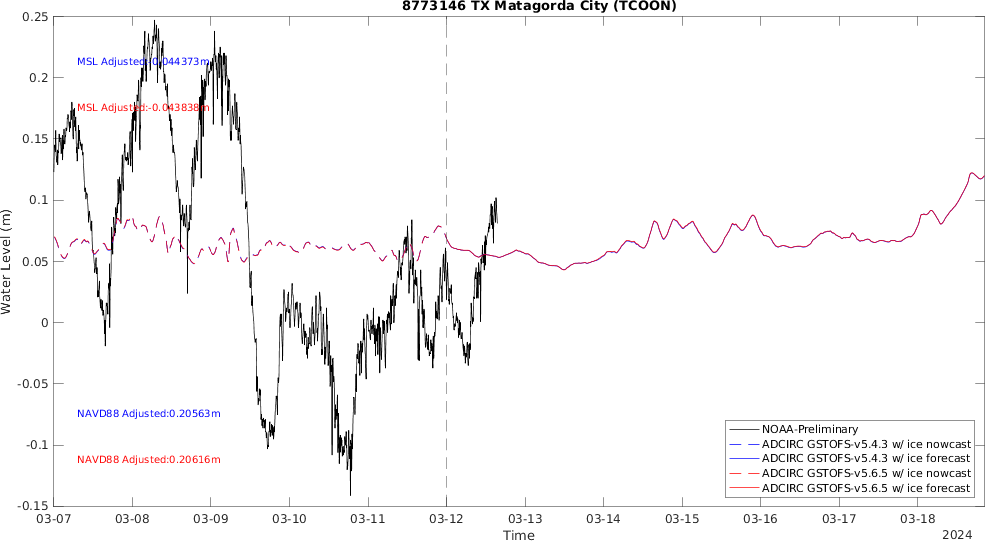 8773146 TX Matagorda City (TCOON)
0.25
0.2
0.15
0.1
0.05
0
-0.05
-0.1
-0.15
Water Level (m)
MSL Adjusted:-0.044373m
MSL Adjusted:-0.043838m
NAVD88 Adjusted:0.20563m
NAVD88 Adjusted:0.20616m
NOAA-Preliminary
ADCIRC GSTOFS-v5.4.3 w/ ice nowcast
ADCIRC GSTOFS-v5.4.3 w/ ice forecast
ADCIRC GSTOFS-v5.6.5 w/ ice nowcast
ADCIRC GSTOFS-v5.6.5 w/ ice forecast
03-07 03-08 03-09 03-10 03-11 03-12 03-13 03-14 03-15 03-16 03-17 03-18
Time
2024